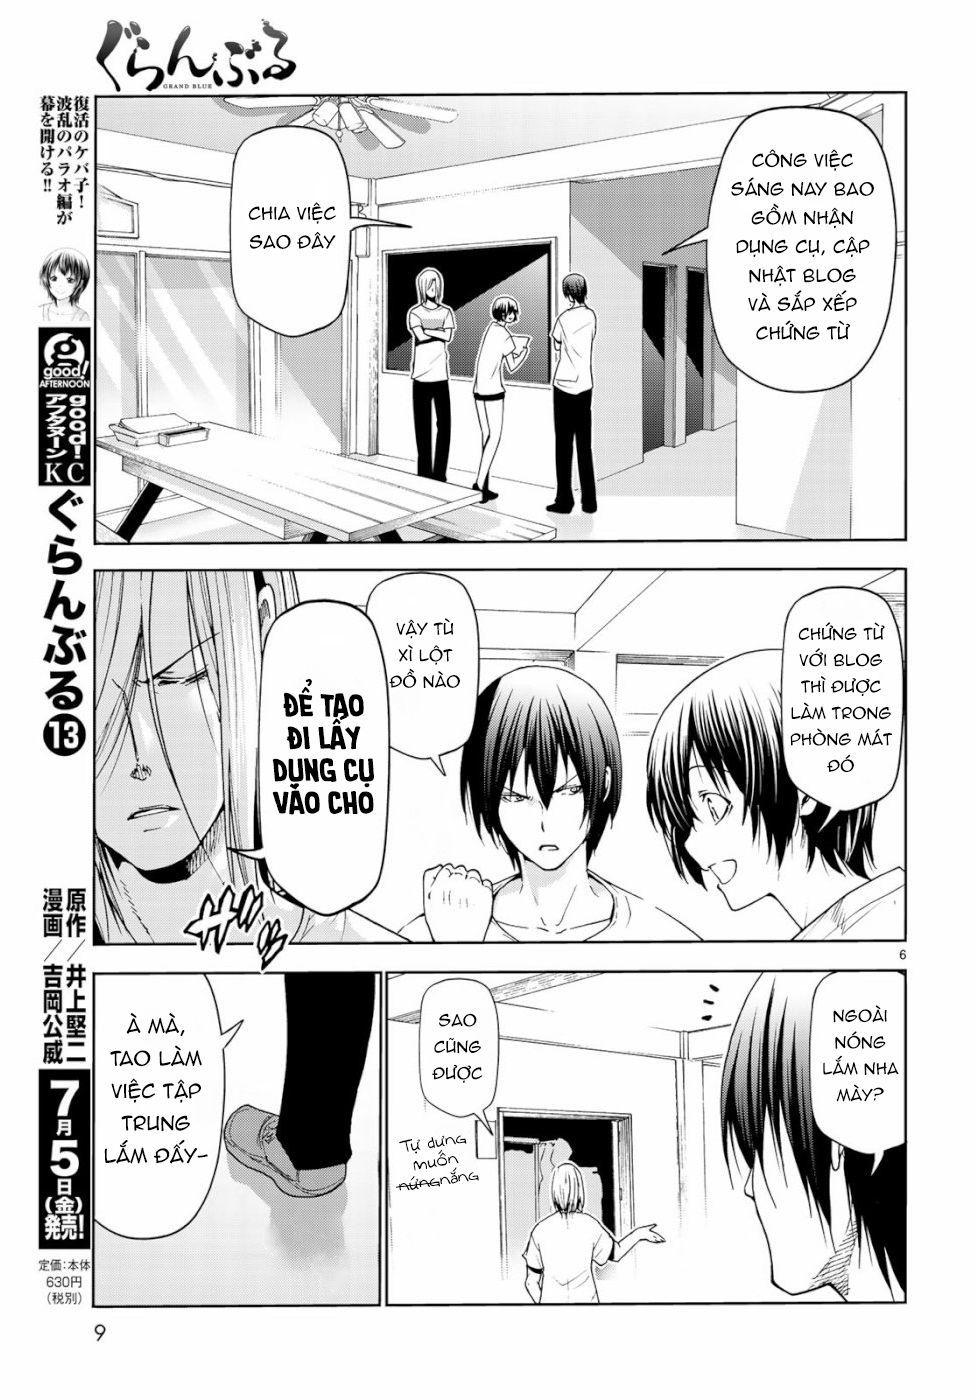 ぐらんぶる
GRAND BLUE
復活のケバ子！
波乱のパラオ編が
幕を開ける!!
good!
AFTERNOON
good!
アフタヌーン
KC
ぐらんぶる⑬
原作／井上堅二
漫画／吉岡公威
7月5日(金)発売!
定価：本体
630円
（税別）
CÔNG VIỆC
SÁNG NAY BAO
GỒM NHẬN
DỤNG CỤ, CẬP
NHẬT BLOG
VÀ SẮP XẾP
CHỨNG TỪ
CHIA VIỆC
SAO ĐÂY
CHỨNG TỪ
VỚI BLOG
THÌ ĐƯỢC
LÀM TRONG
PHÒNG MÁT
ĐÓ
VẬY TÙ
XÌ LỘT
ĐỒ NÀO
ĐỂ TAO
ĐI LẤY
DỤNG CỤ
VÀO CHO
6
NGOÀI
NÓNG
LẮM NHA
MÀY?
SAO
CŨNG
ĐƯỢC
Tự dưng
muốn
nứngnắng
À MÀ,
TAO LÀM
VIỆC TẬP
TRUNG
LẮM ĐẤY-
9